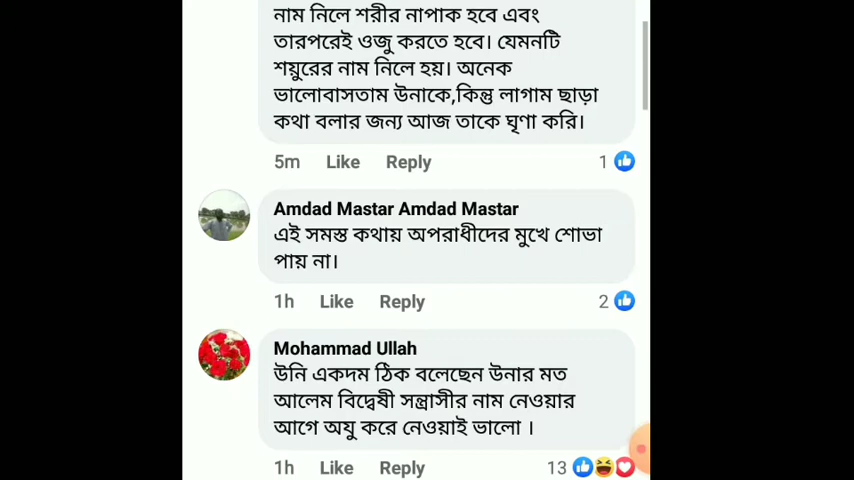 নাম নিলে শরীর নাপাক হবে এবং
তারপরেই ওজু করতে হবে। যেমনটি
শয়ুরের নাম নিলে হয়। অনেক
ভালোবাসতাম উনাকে,কিন্তু লাগাম ছাড়া
কথা বলার জন্য আজ তাকে ঘৃণা করি।
5m Like Reply 1
Amdad Mastar Amdad Mastar
এই সমস্ত কথায় অপরাধীদের মুখে শোভা
পায় না।
1h Like Reply 2
Mohammad Ullah
উনি একদম ঠিক বলেছেন উনার মত
আলেম বিদ্বেষী সন্ত্রাসীর নাম নেওয়ার
আগে অযু করে নেওয়াই ভালো ।
1h Like Reply 13